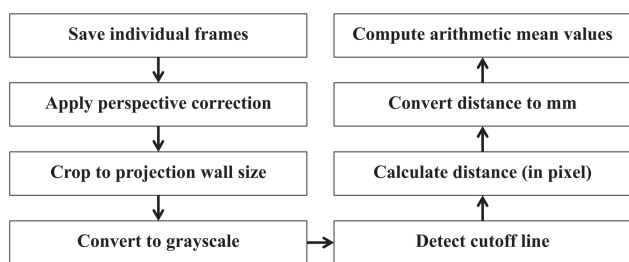 Save individual frames
Apply perspective correction
Crop to projection wall size
Convert to grayscale
Detect cutoff line
Calculate distance (in pixel)
Convert distance to mm
Compute arithmetic mean values